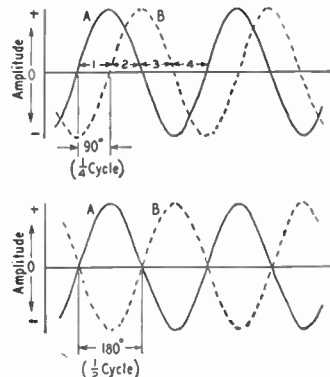 +
A
B
Amplitude
0
1 2 3 4
-
90°
(1/4 Cycle)
+
A
B
Amplitude
0
-
180°
(1/2 Cycle)